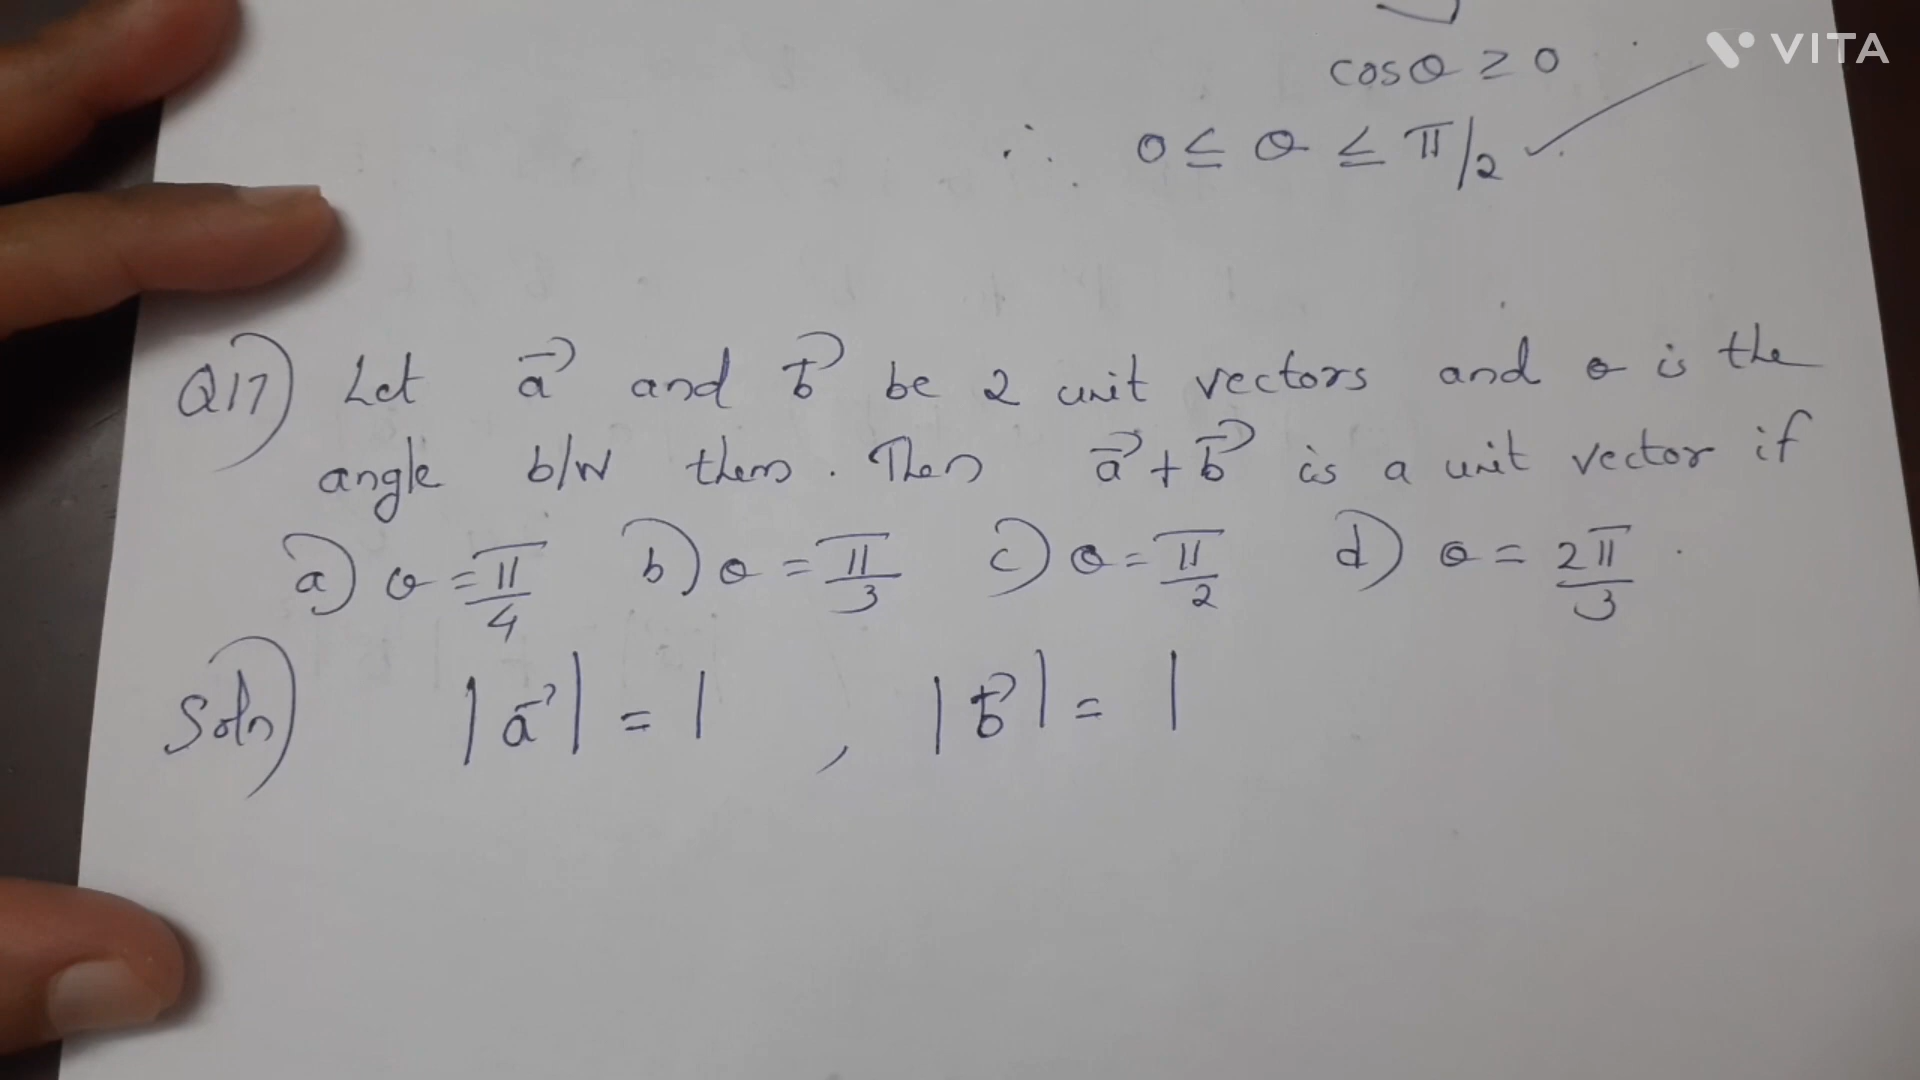 VITA
cosθ ≥ 0
∴ 0 ≤ θ ≤ π/2 ✓
Q17) Let a⃗ and b⃗ be 2 unit vectors and θ is the
angle b/w them. Then a⃗ + b⃗ is a unit vector if
a) θ = π/4 b) θ = π/3 c) θ = π/2 d) θ = 2π/3.
Soln) |a⃗| = 1 , |b⃗| = 1